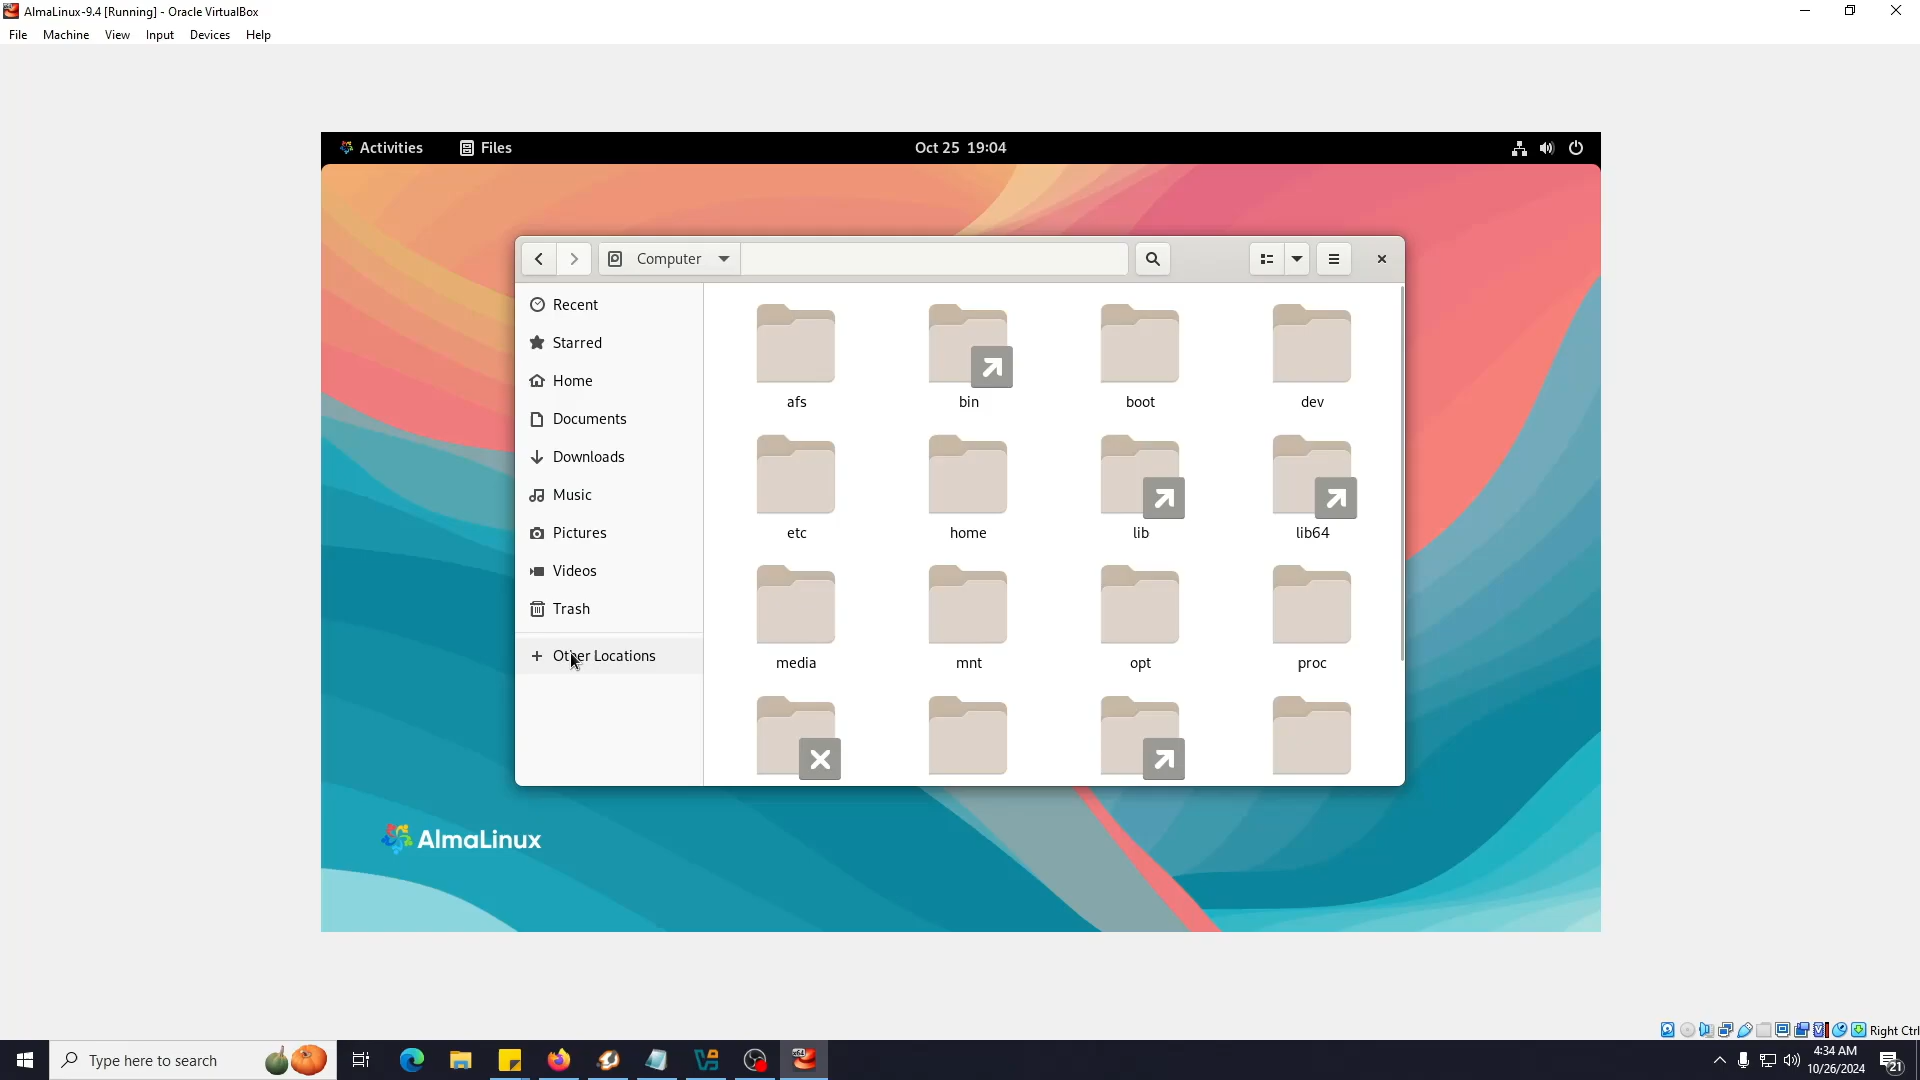 AlmaLinux-9.4 [Running] - Oracle VirtualBox
File Machine View Input Devices Help
Activities Files Oct 25 19:04
Computer
Recent
Starred
Home
Documents
Downloads
Music
Pictures
Videos
Trash
Other Locations
afs bin boot dev
etc home lib lib64
media mnt opt proc
AlmaLinux
Right Ctrl
Type here to search
4:34 AM
10/26/2024
21